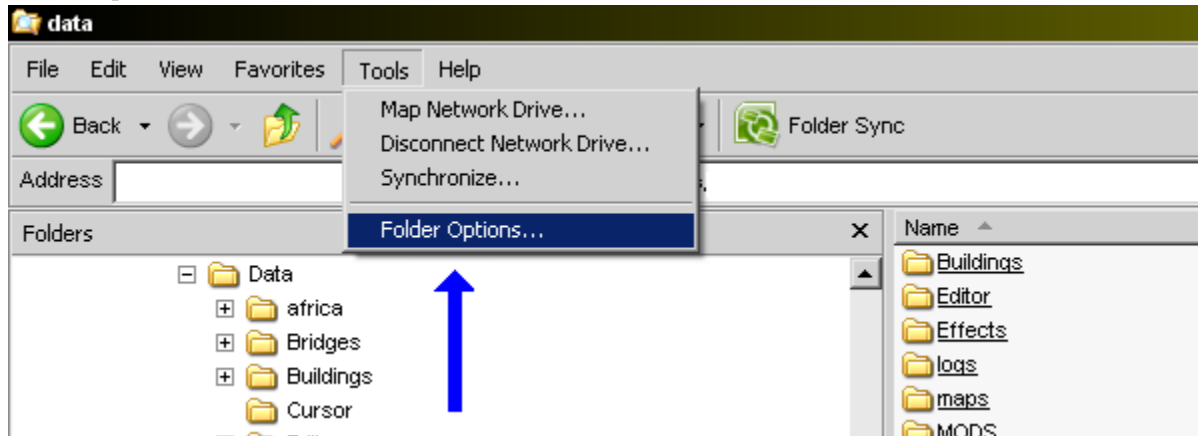 data
File Edit View Favorites Tools Help
Back
Folder Sync
Map Network Drive...
Disconnect Network Drive...
Synchronize...
Folder Options...
Address
Folders
Data
africa
Bridges
Buildings
Cursor
Name
Buildings
Editor
Effects
logs
maps
MODS